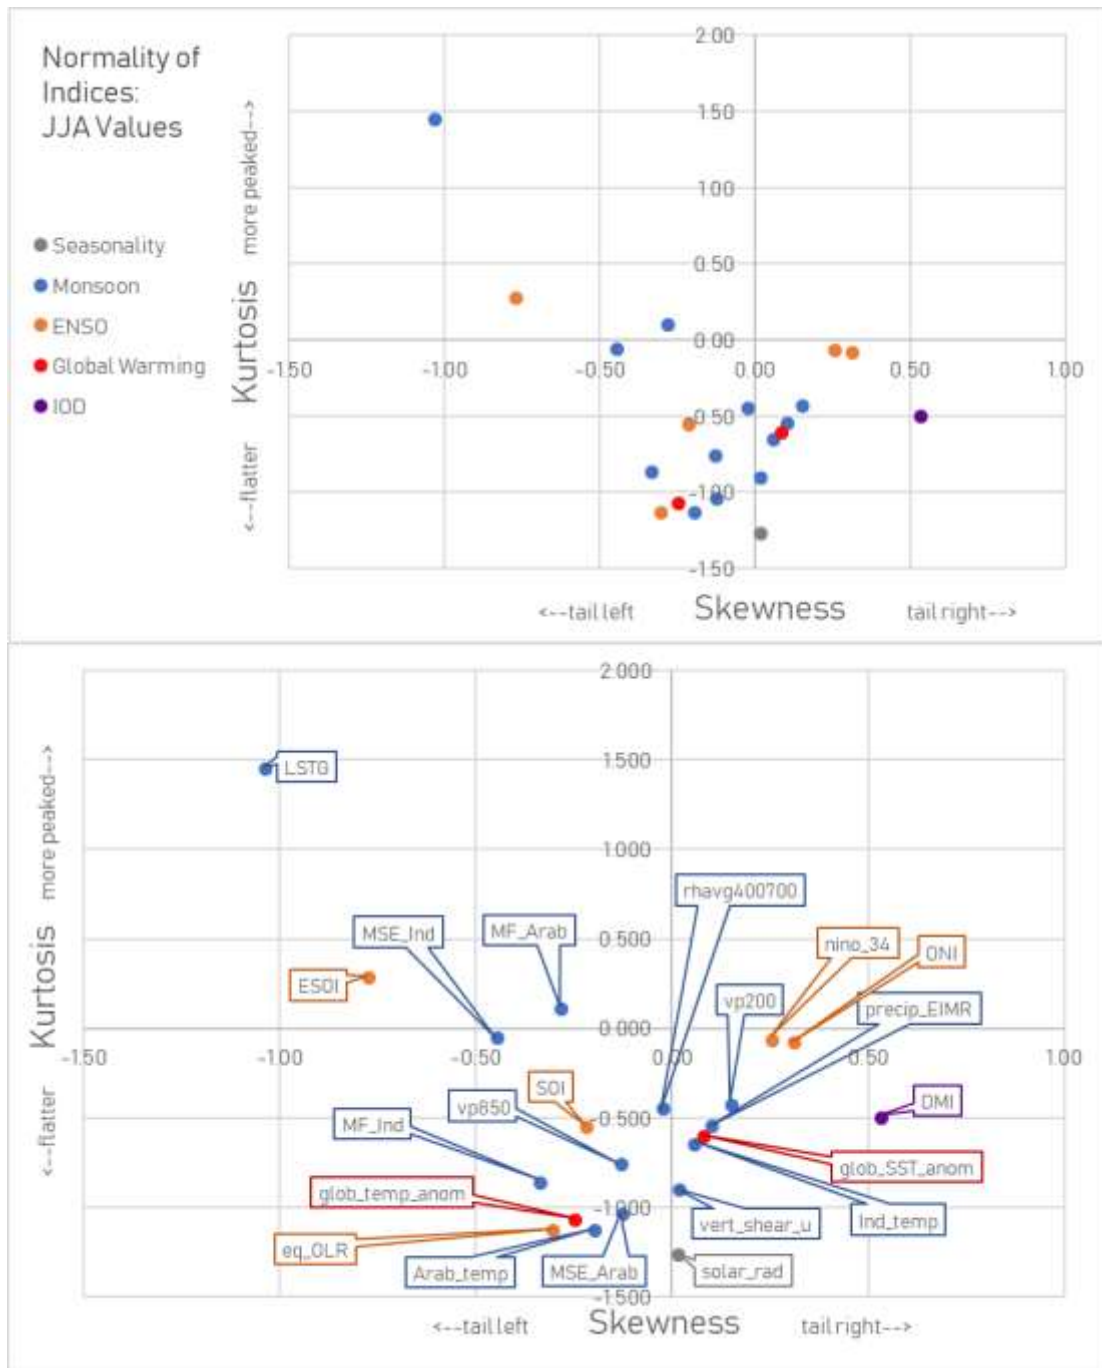 Normality of
Indices:
JJA Values
Seasonality
Monsoon
ENSO
Global Warming
IOD
<--flatter Kurtosis more peaked-->
2.00
1.50
1.00
0.50
0.00
-1.50 -1.00 -0.50 0.00 0.50 1.00
-0.50
-1.00
-1.50
<--tail left Skewness tail right-->
<--flatter Kurtosis more peaked-->
2.000
1.500
LSTG
1.000
rhavg400700
0.500
MSE_Ind MF_Arab nino_34 ONI
ESOI vp200 precip_EIMR
0.000
-1.50 -1.00 -0.50 0.00 0.50 1.00
SOI
vp850 -0.500 DMI
MF_Ind
glob_temp_anom glob_SST_anom
-1.000
eq_OLR vert_shear_u Ind_temp
Arab_temp MSE_Arab solar_rad
-1.500
<--tail left Skewness tail right-->